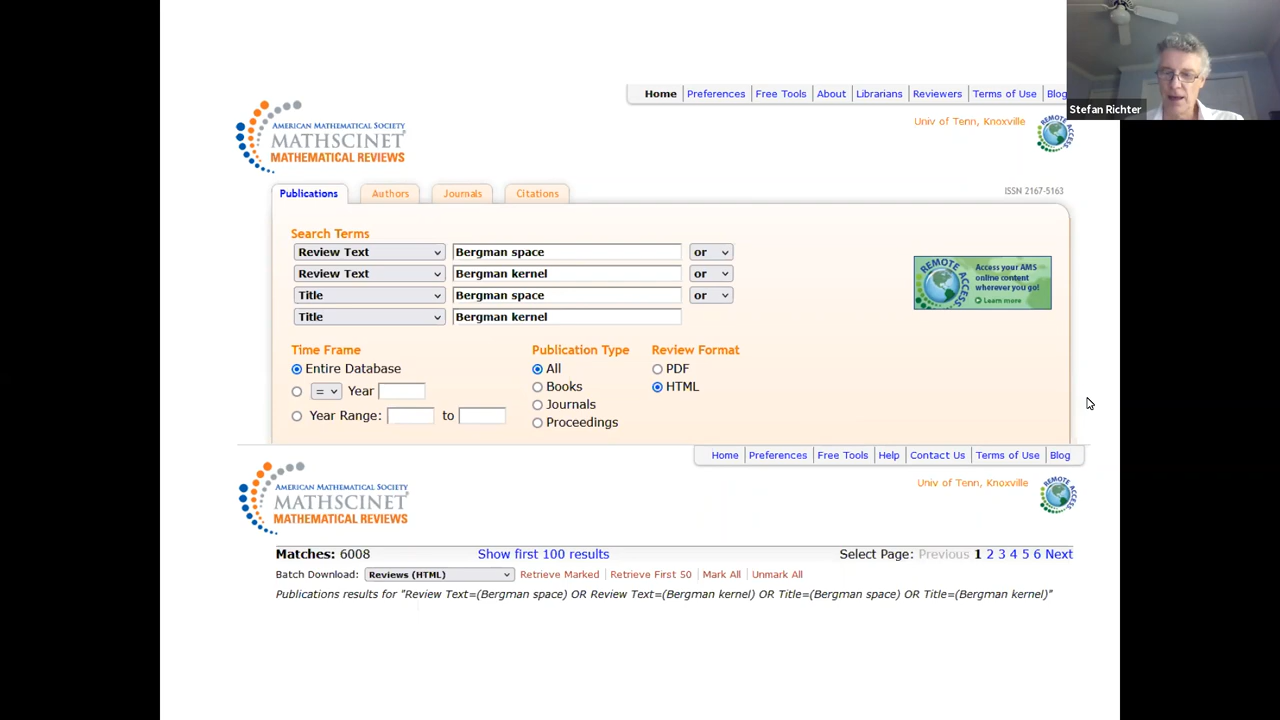 Home Preferences Free Tools About Librarians Reviewers Terms of Use Blog
Stefan Richter
AMERICAN MATHEMATICAL SOCIETY
MATHSCINET
MATHEMATICAL REVIEWS
Univ of Tenn, Knoxville
REMOTE ACCESS
Publications Authors Journals Citations
ISSN 2167-5163
Search Terms
Review Text Bergman space or
Review Text Bergman kernel or
Title Bergman space or
Title Bergman kernel
REMOTE ACCESS
Access your AMS
online content
wherever you go!
Learn more
Time Frame Publication Type Review Format
Entire Database All PDF
= Year Books HTML
Journals
Year Range: to
Proceedings
Home Preferences Free Tools Help Contact Us Terms of Use Blog
AMERICAN MATHEMATICAL SOCIETY
MATHSCINET
MATHEMATICAL REVIEWS
Univ of Tenn, Knoxville
REMOTE ACCESS
Matches: 6008 Show first 100 results Select Page: Previous 1 2 3 4 5 6 Next
Batch Download: Reviews (HTML) Retrieve Marked Retrieve First 50 Mark All Unmark All
Publications results for "Review Text=(Bergman space) OR Review Text=(Bergman kernel) OR Title=(Bergman space) OR Title=(Bergman kernel)"